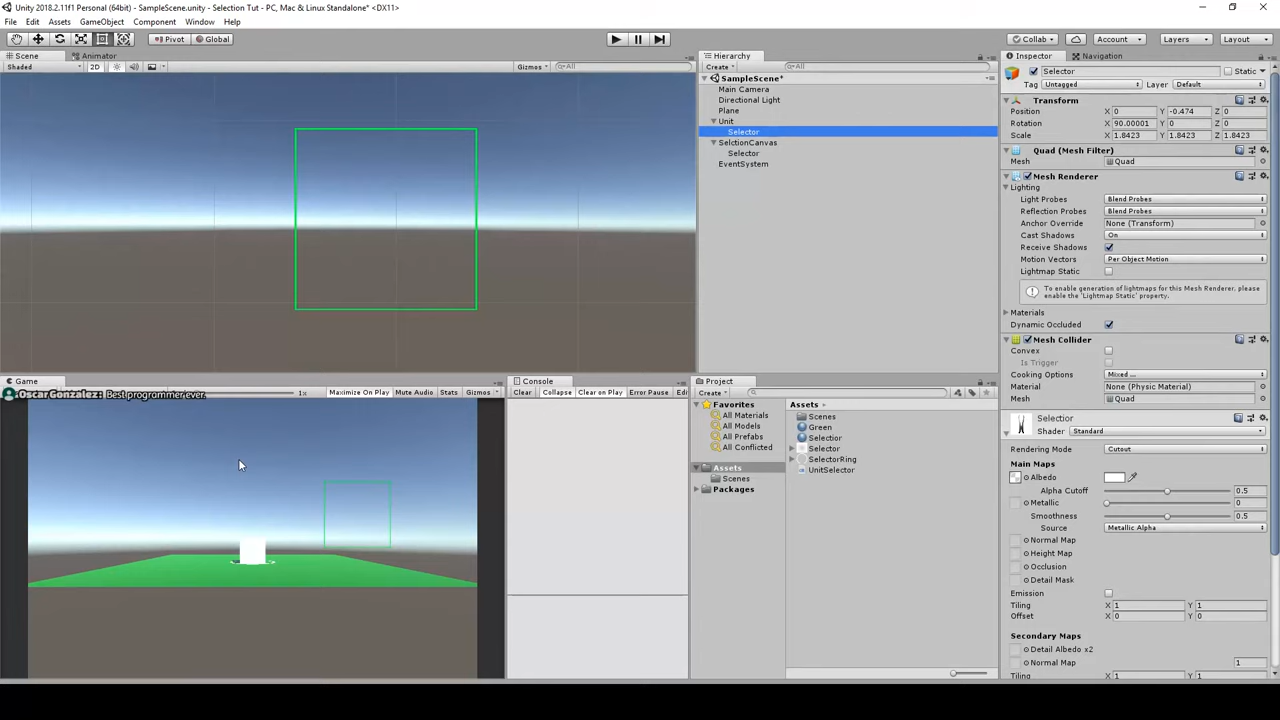 Unity 2018.2.11f1 Personal (64bit) - SampleScene.unity - Selection Tut - PC, Mac & Linux Standalone* <DX11>
File Edit Assets GameObject Component Window Help
Pivot Global Collab Account Layers Layout
Scene Animator
Shaded 2D Gizmos All
Hierarchy
Create All
SampleScene*
Main Camera
Directional Light
Plane
Unit
Selector
SelctionCanvas
Selector
EventSystem
Inspector Navigation
Selector Static
Tag Untagged Layer Default
Transform
Position X 0 Y -0.474 Z 0
Rotation X 90.00001 Y 0 Z 0
Scale X 1.8423 Y 1.8423 Z 1.8423
Quad (Mesh Filter)
Mesh Quad
Mesh Renderer
Lighting
Light Probes Blend Probes
Reflection Probes Blend Probes
Anchor Override None (Transform)
Cast Shadows On
Receive Shadows
Motion Vectors Per Object Motion
Lightmap Static
To enable generation of lightmaps for this Mesh Renderer, please
enable the 'Lightmap Static' property.
Materials
Dynamic Occluded
Mesh Collider
Convex
Is Trigger
Cooking Options Mixed ...
Material None (Physic Material)
Mesh Quad
Selector
Shader Standard
Rendering Mode Cutout
Main Maps
Albedo
Alpha Cutoff 0.5
Metallic 0
Smoothness 0.5
Source Metallic Alpha
Normal Map
Height Map
Occlusion
Detail Mask
Emission
Tiling X 1 Y 1
Offset X 0 Y 0
Secondary Maps
Detail Albedo x2
Normal Map 1
Tiling X 1 Y 1
Game
OscarGonzalez: Best programmer ever.
1x Maximize On Play Mute Audio Stats Gizmos
Console
Clear Collapse Clear on Play Error Pause
Project
Create
Favorites
All Materials
All Models
All Prefabs
All Conflicted
Assets
Scenes
Packages
Assets
Scenes
Green
Selectior
Selector
SelectorRing
UnitSelector